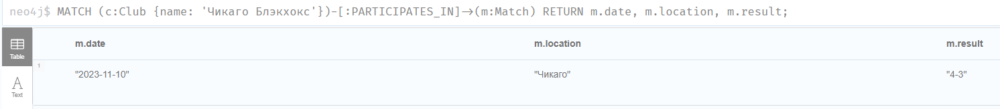 neo4j$ MATCH (c:Club {name: 'Чикаго Блэкхокс'})-[:PARTICIPATES_IN]->(m:Match) RETURN m.date, m.location, m.result;
m.date m.location m.result
Table
1 "2023-11-10" "Чикаго" "4-3"
Text